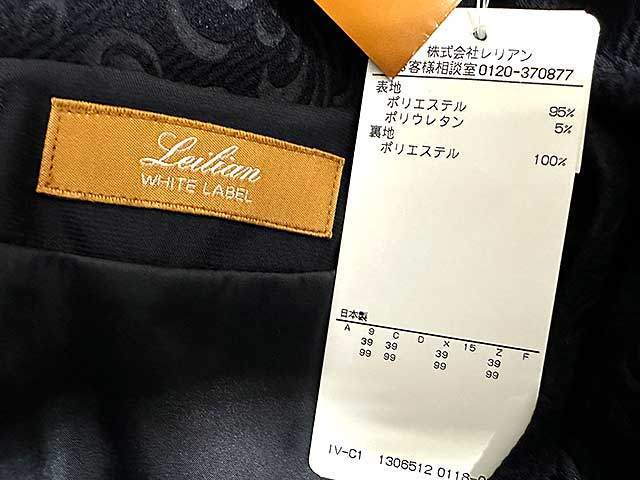 Leilian
WHITE LABEL
株式会社レリアン
客様相談室0120-370877
表地
ポリエステル 95%
ポリウレタン 5%
裏地
ポリエステル 100%
日本製
A 9 C D X 15 Z F
39 39 39 39
99 99 99 99
IV-C1 1306512 0118-0